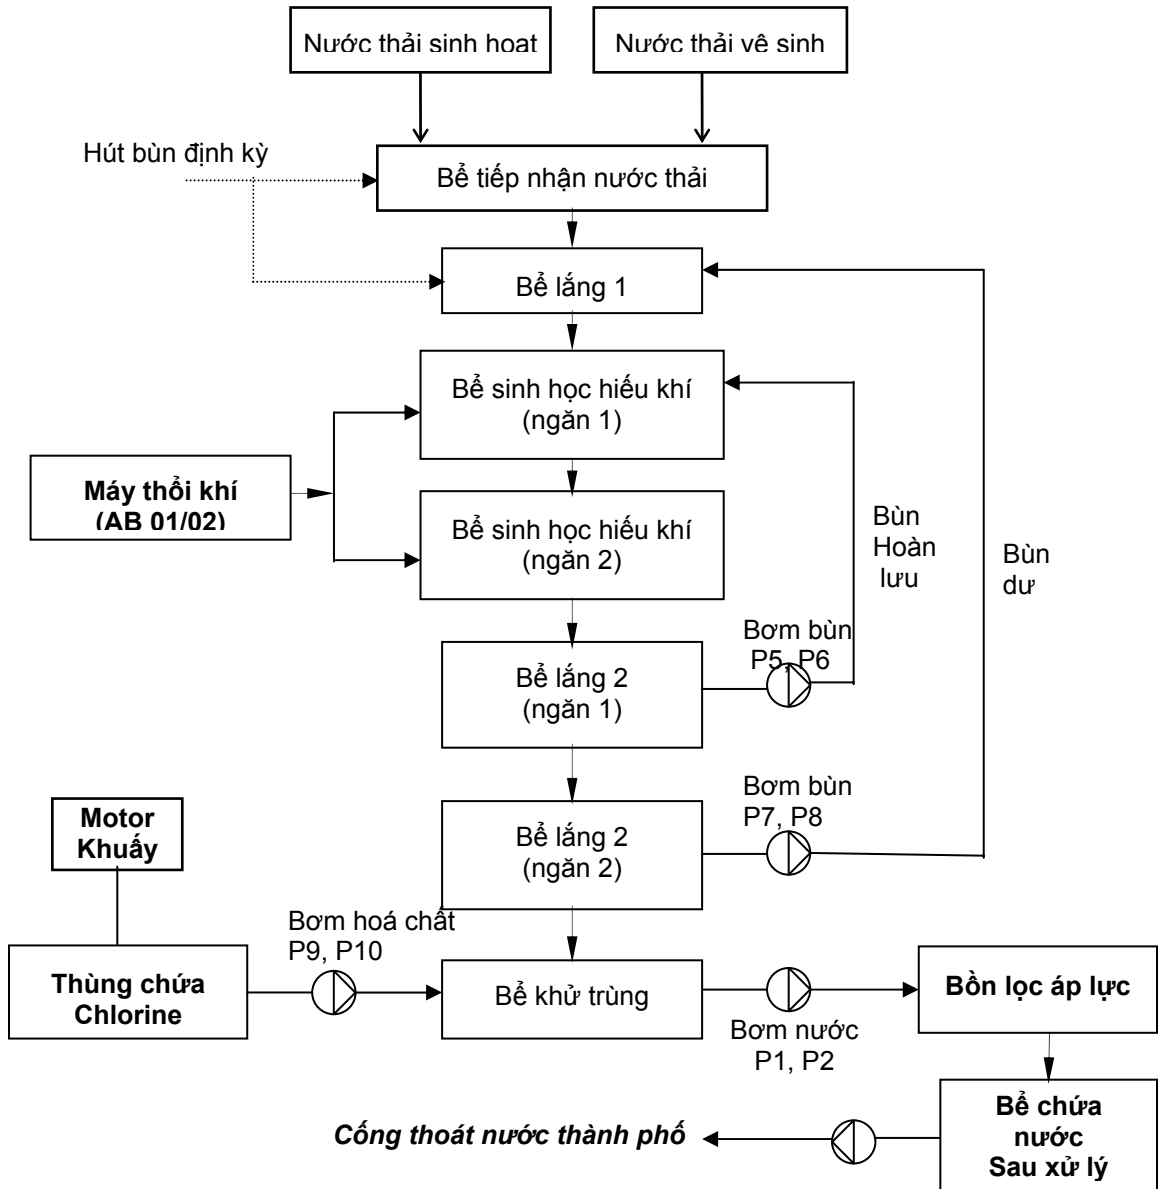 Nước thải sinh hoạt
Nước thải vệ sinh
Hút bùn định kỳ
Bể tiếp nhận nước thải
Bể lắng 1
Bể sinh học hiếu khí
(ngăn 1)
Máy thổi khí
(AB 01/02)
Bể sinh học hiếu khí
(ngăn 2)
Bùn
Hoàn
lưu
Bùn
dư
Bơm bùn
P5, P6
Bể lắng 2
(ngăn 1)
Bơm bùn
P7, P8
Motor
Khuấy
Bể lắng 2
(ngăn 2)
Bơm hoá chất
P9, P10
Thùng chứa
Chlorine
Bể khử trùng
Bồn lọc áp lực
Bơm nước
P1, P2
Bể chứa
nước
Sau xử lý
Cống thoát nước thành phố